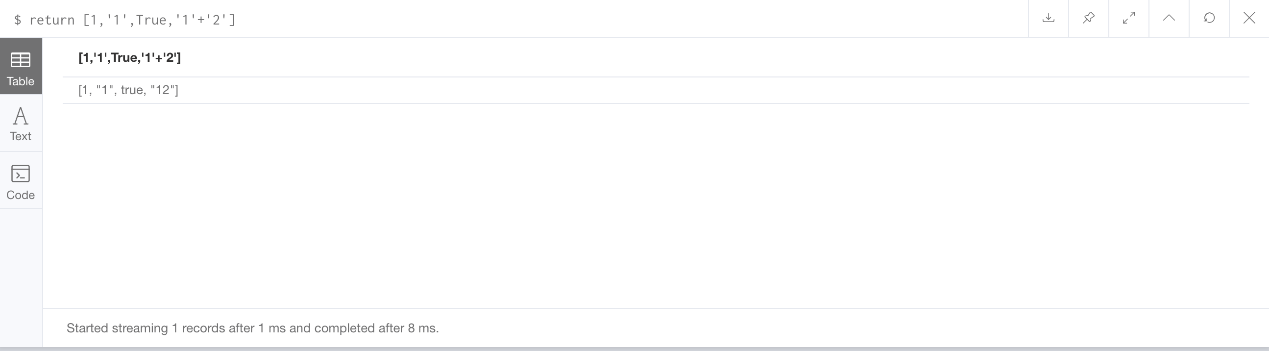 $ return [1,'1',True,'1'+'2']
Table
[1,'1',True,'1'+'2']
[1, "1", true, "12"]
A
Text
Code
Started streaming 1 records after 1 ms and completed after 8 ms.